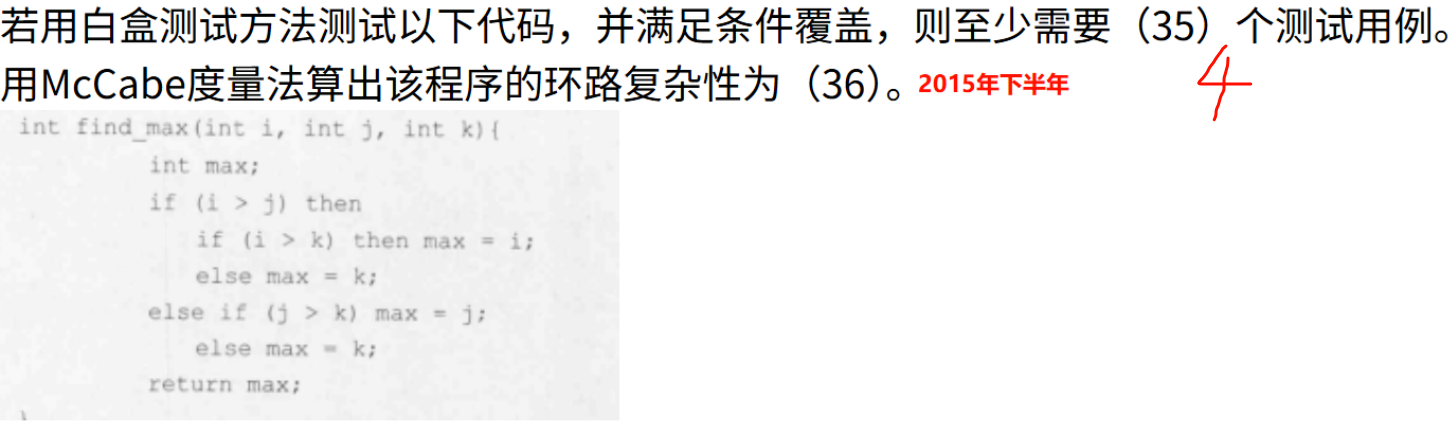 若用白盒测试方法测试以下代码，并满足条件覆盖，则至少需要（35）个测试用例。
用McCabe度量法算出该程序的环路复杂性为（36）。2015年下半年 4
int find_max(int i, int j, int k){
int max;
if (i > j) then
if (i > k) then max = i;
else max = k;
else if (j > k) max = j;
else max = k;
return max;
}